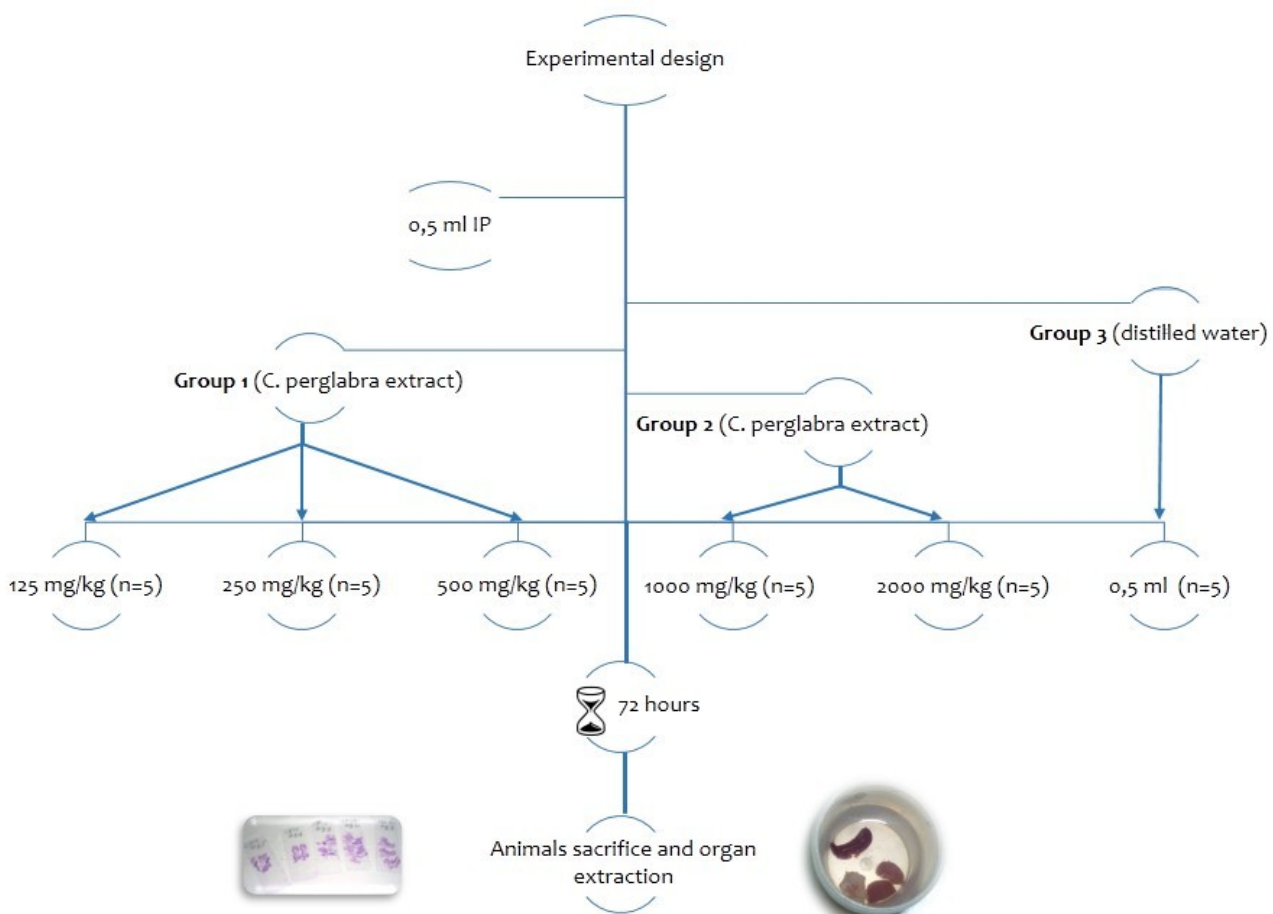 Experimental design
0,5 ml IP
Group 3 (distilled water)
Group 1 (C. perglabra extract)
Group 2 (C. perglabra extract)
125 mg/kg (n=5)
250 mg/kg (n=5)
500 mg/kg (n=5)
1000 mg/kg (n=5)
2000 mg/kg (n=5)
0,5 ml (n=5)
72 hours
Animals sacrifice and organ
extraction